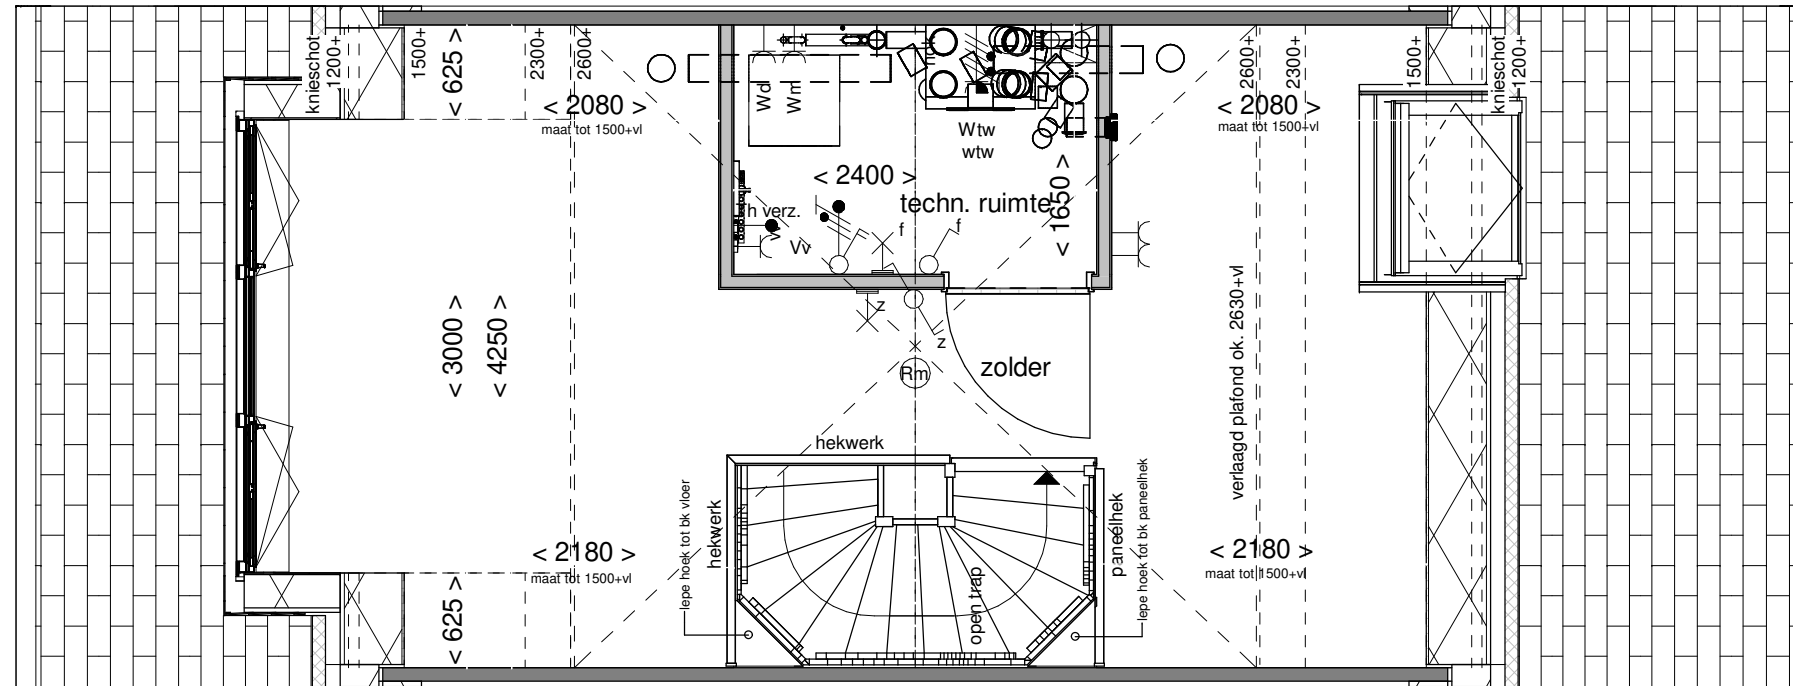 knieschot
1200+
1500+
< 625 >
2300+
2600+
< 2080 >
maat tot 1500+vl
Wd
Wm
Wtw
wtw
< 2400 >
techn. ruimte
< 1650 >
h verz.
Vv
f
f
z
z
Rm
zolder
2600+
2300+
< 2080 >
maat tot 1500+vl
1500+
knieschot
1200+
< 3000 >
< 4250 >
verlaagd plafond ok. 2630+vl
hekwerk
hekwerk
lepe hoek tot bk vloer
open trap
paneelhek
lepe hoek tot bk paneelhek
< 2180 >
maat tot 1500+vl
< 2180 >
maat tot 1500+vl
< 625 >